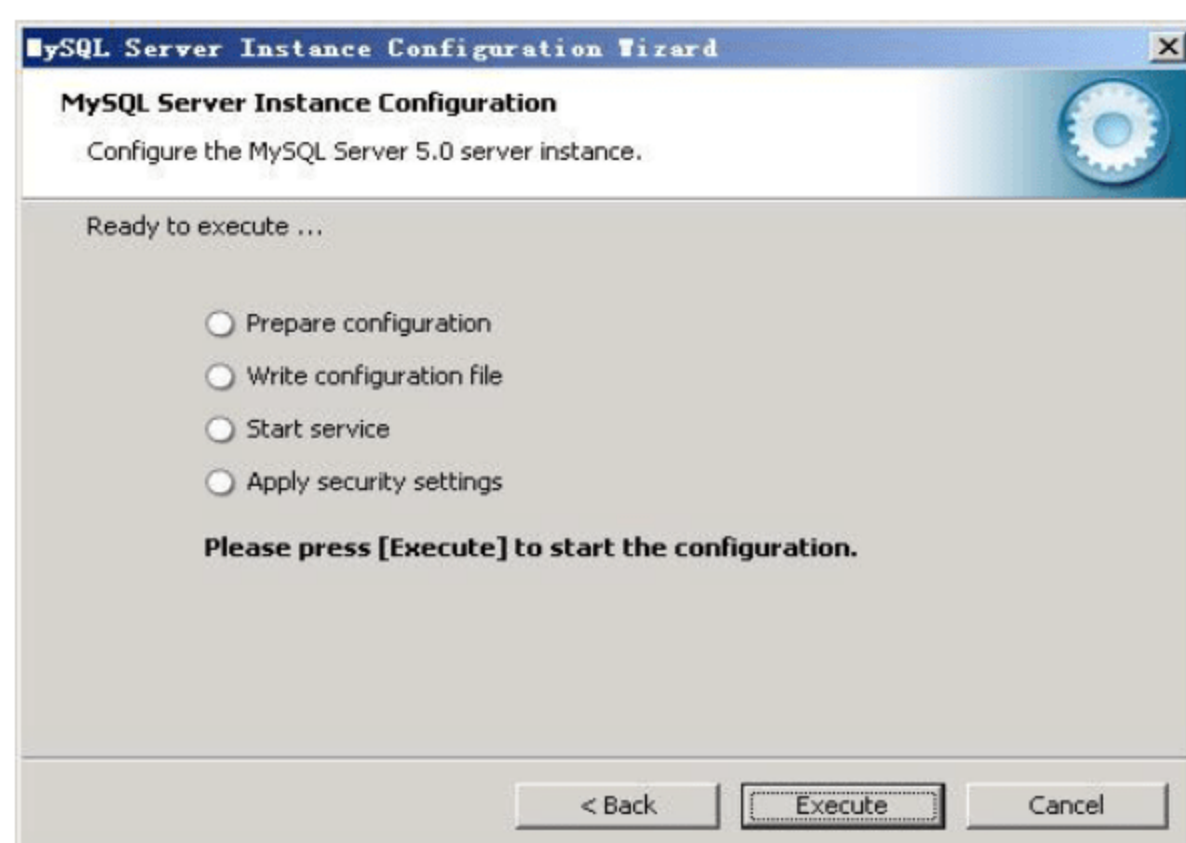 MySQL Server Instance Configuration Wizard
MySQL Server Instance Configuration
Configure the MySQL Server 5.0 server instance.
Ready to execute ...
Prepare configuration
Write configuration file
Start service
Apply security settings
Please press [Execute] to start the configuration.
< Back Execute Cancel